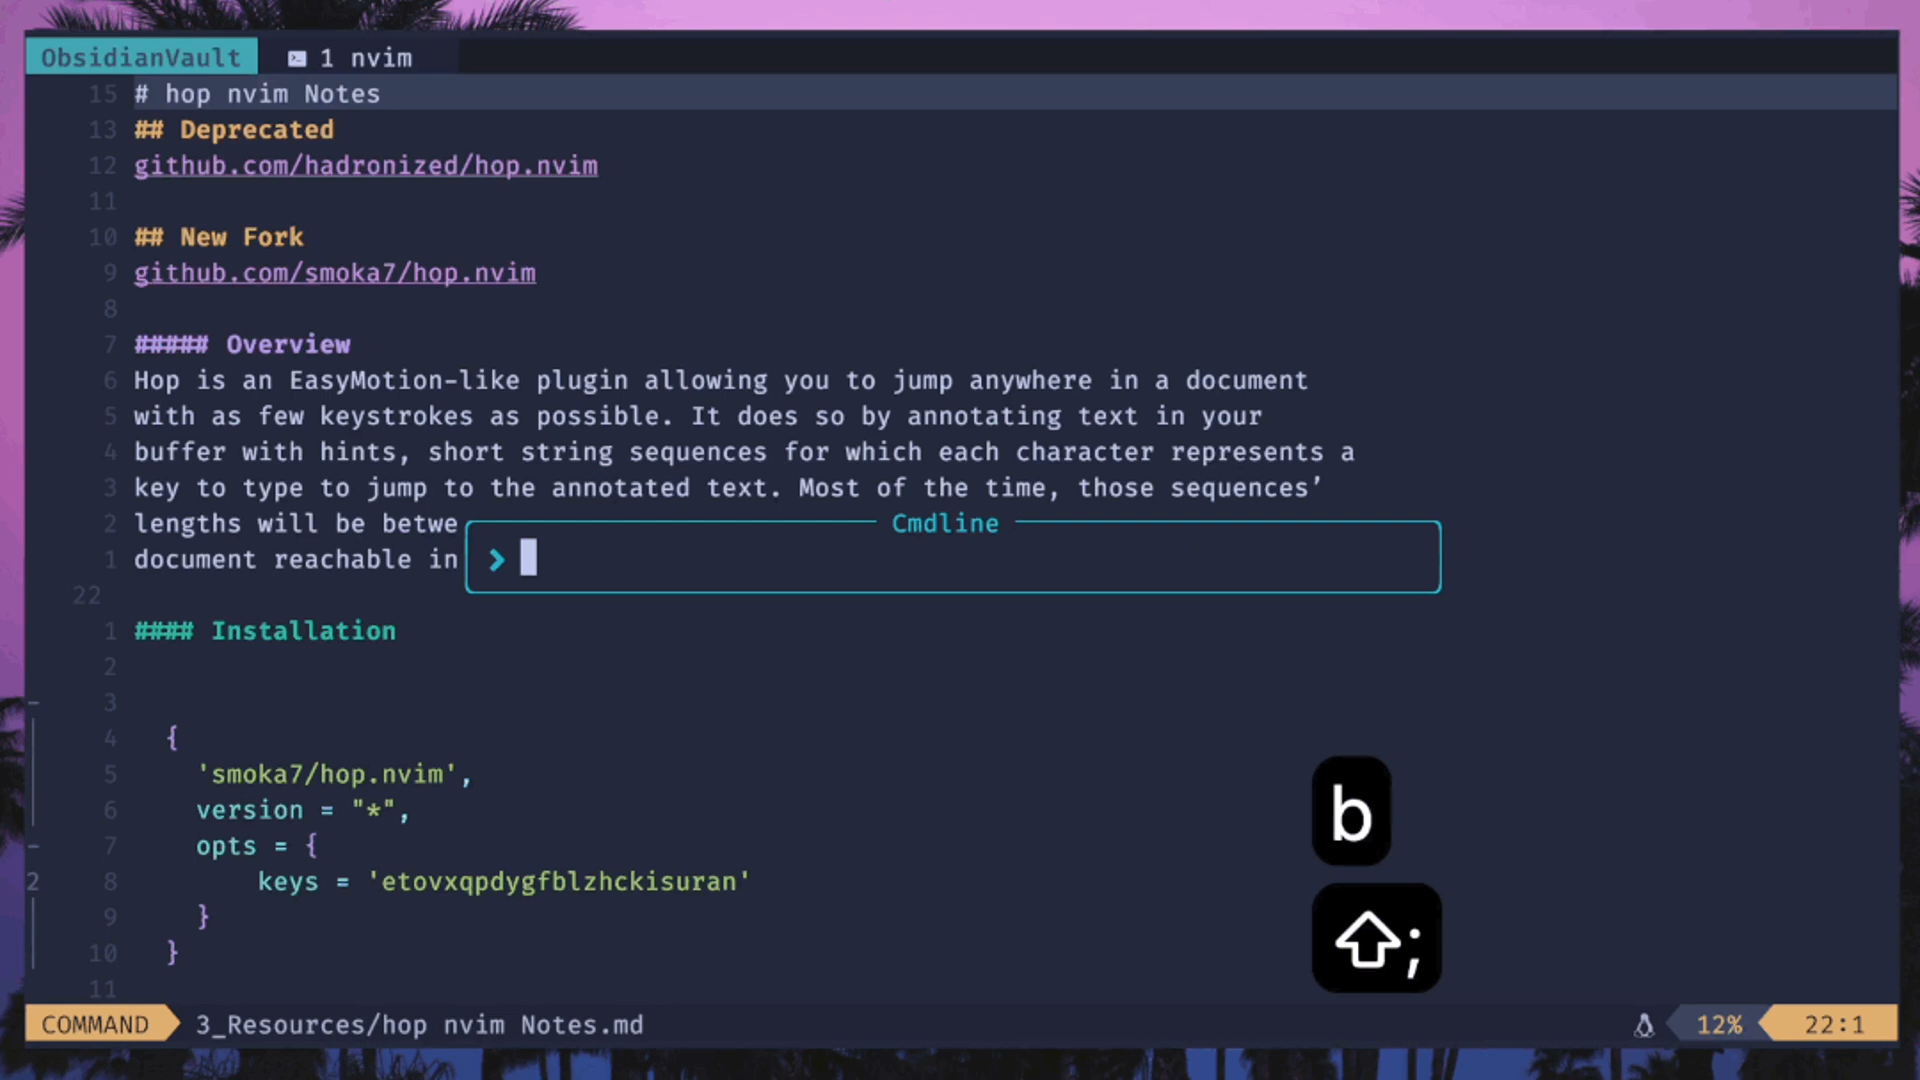 ObsidianVault 1 nvim
15 # hop nvim Notes
13 ## Deprecated
12 github.com/hadronized/hop.nvim
11
10 ## New Fork
9 github.com/smoka7/hop.nvim
8
7 ##### Overview
6 Hop is an EasyMotion-like plugin allowing you to jump anywhere in a document
5 with as few keystrokes as possible. It does so by annotating text in your
4 buffer with hints, short string sequences for which each character represents a
3 key to type to jump to the annotated text. Most of the time, those sequences’
2 lengths will be betwe Cmdline
1 document reachable in >
22
1 #### Installation
2
3
4 {
5 'smoka7/hop.nvim',
6 version = "*",
7 opts = {
2 8 keys = 'etovxqpdygfblzhckisuran'
9 }
10 }
11
b
⇧;
COMMAND 3_Resources/hop nvim Notes.md 12% 22:1